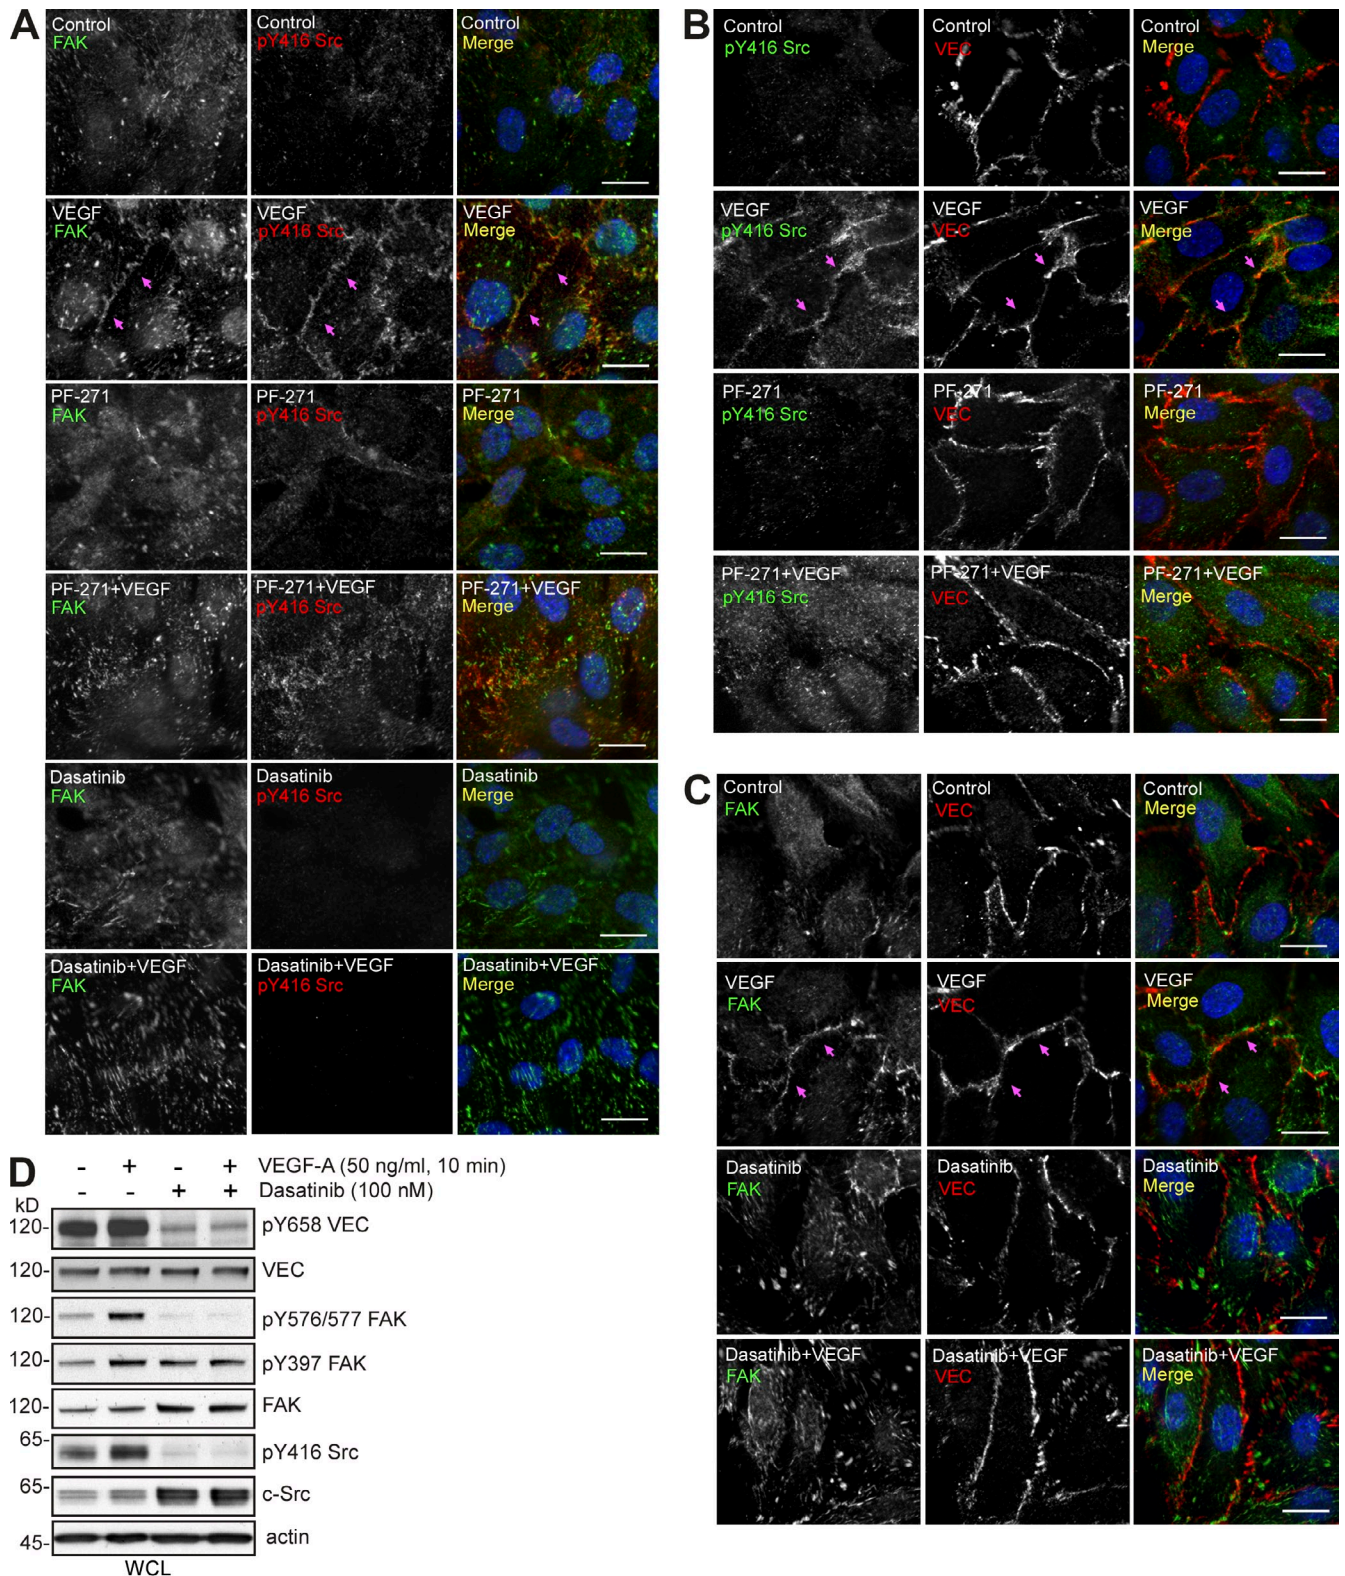 A
Control
FAK
Control
pY416 Src
Control
Merge
VEGF
FAK
VEGF
pY416 Src
VEGF
Merge
PF-271
FAK
PF-271
pY416 Src
PF-271
Merge
PF-271+VEGF
FAK
PF-271+VEGF
pY416 Src
PF-271+VEGF
Merge
Dasatinib
FAK
Dasatinib
pY416 Src
Dasatinib
Merge
Dasatinib+VEGF
FAK
Dasatinib+VEGF
pY416 Src
Dasatinib+VEGF
Merge
B
Control
pY416 Src
Control
VEC
Control
Merge
VEGF
pY416 Src
VEGF
VEC
VEGF
Merge
PF-271
pY416 Src
PF-271
VEC
PF-271
Merge
PF-271+VEGF
pY416 Src
PF-271+VEGF
VEC
PF-271+VEGF
Merge
C
Control
FAK
Control
VEC
Control
Merge
VEGF
FAK
VEGF
VEC
VEGF
Merge
Dasatinib
FAK
Dasatinib
VEC
Dasatinib
Merge
Dasatinib+VEGF
FAK
Dasatinib+VEGF
VEC
Dasatinib+VEGF
Merge
D
- + - + VEGF-A (50 ng/ml, 10 min)
- - + + Dasatinib (100 nM)
kD
120- pY658 VEC
120- VEC
120- pY576/577 FAK
120- pY397 FAK
120- FAK
65- pY416 Src
65- c-Src
45- actin
WCL